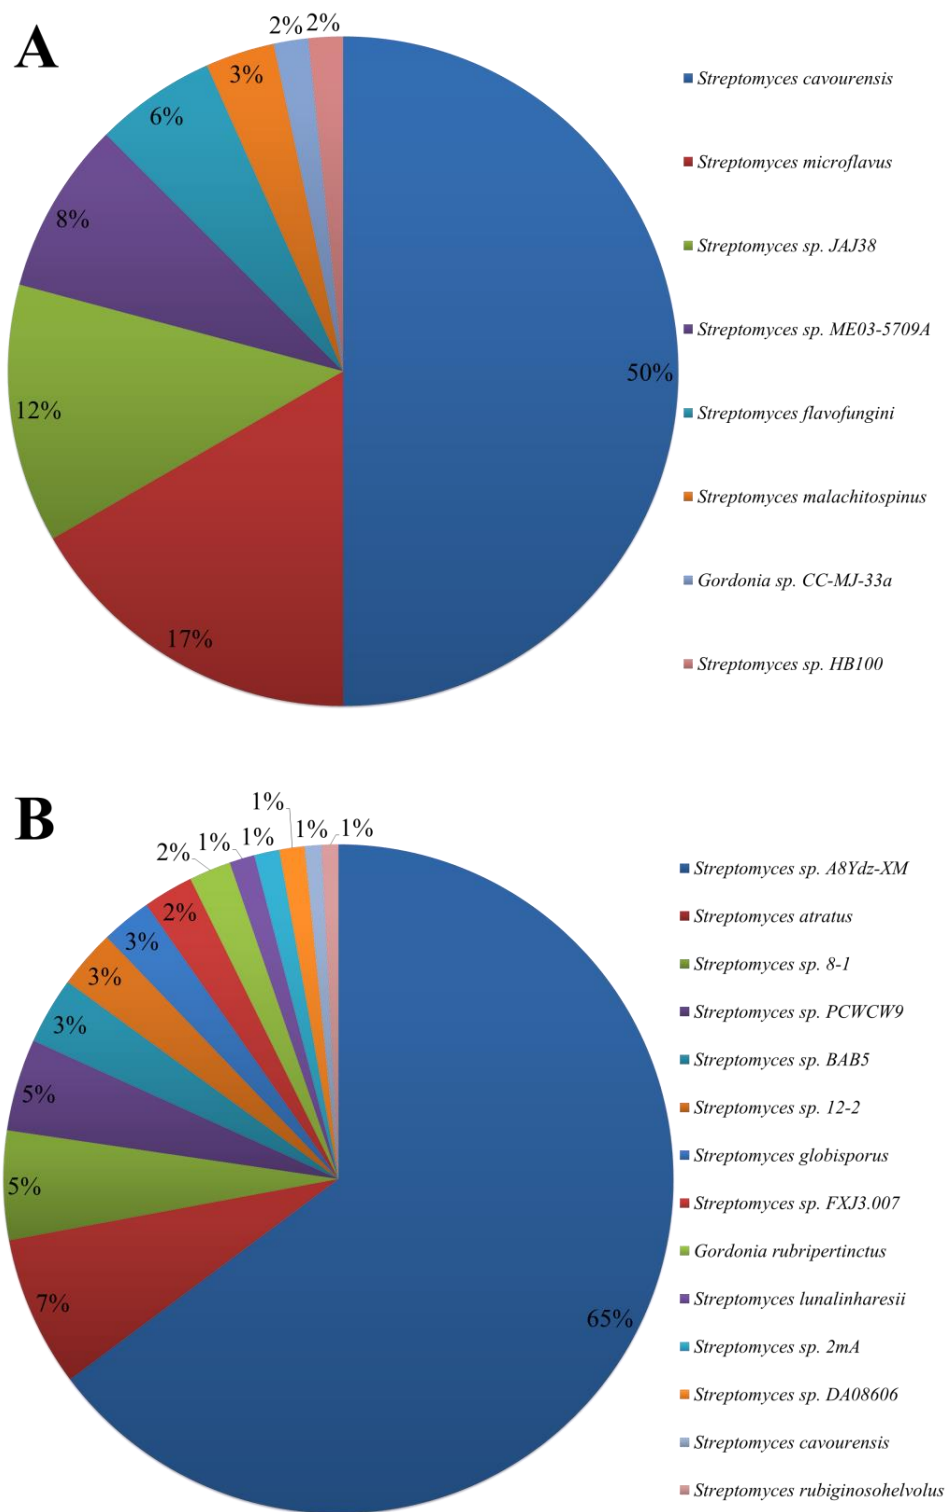 A
2% 2%
3%
6%
8%
12%
17%
50%
Streptomyces cavourensis
Streptomyces microflavus
Streptomyces sp. JAJ38
Streptomyces sp. ME03-5709A
Streptomyces flavofungini
Streptomyces malachitospinus
Gordonia sp. CC-MJ-33a
Streptomyces sp. HB100
B
1%
1%
1%
1%
1%
2%
2%
3%
3%
3%
5%
5%
7%
65%
Streptomyces sp. A8Ydz-XM
Streptomyces atratus
Streptomyces sp. 8-1
Streptomyces sp. PCWCW9
Streptomyces sp. BAB5
Streptomyces sp. 12-2
Streptomyces globisporus
Streptomyces sp. FXJ3.007
Gordonia rubripertinctus
Streptomyces lunalinharesii
Streptomyces sp. 2mA
Streptomyces sp. DA08606
Streptomyces cavourensis
Streptomyces rubiginosohelvolus